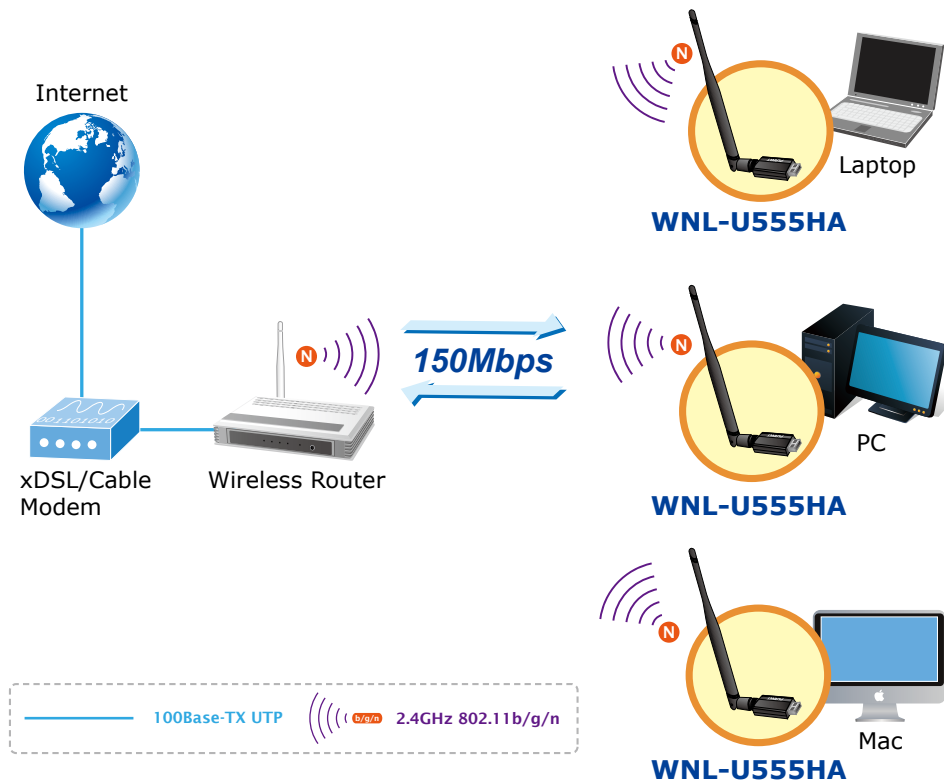 Internet
xDSL/Cable
Modem
001101010
Wireless Router
N
150Mbps
N
Laptop
WNL-U555HA
N
PC
WNL-U555HA
N
Mac
WNL-U555HA
100Base-TX UTP
b/g/n
2.4GHz 802.11b/g/n